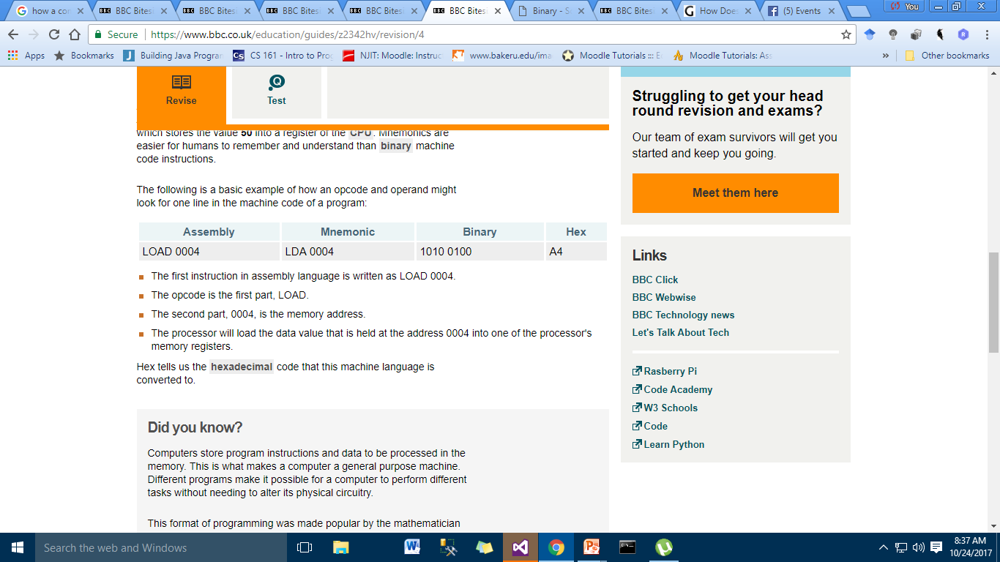 how a cor
BBC Bites
BBC Bites
BBC Bites
BBC Bites
BBC Bites
Binary - S
BBC Bites
How Does
(5) Events
You
Secure
https://www.bbc.co.uk/education/guides/z2342hv/revision/4
Apps
Bookmarks
Building Java Progran
CS 161 - Intro to Prog
NJIT: Moodle: Instruc
www.bakeru.edu/ima
Moodle Tutorials ::: E
Moodle Tutorials: Ass
»
Other bookmarks
Revise
Test
which stores the value 50 into a register of the CPU. Mnemonics are
easier for humans to remember and understand than binary machine
code instructions.
The following is a basic example of how an opcode and operand might
look for one line in the machine code of a program:
Assembly Mnemonic Binary Hex
LOAD 0004 LDA 0004 1010 0100 A4
The first instruction in assembly language is written as LOAD 0004.
The opcode is the first part, LOAD.
The second part, 0004, is the memory address.
The processor will load the data value that is held at the address 0004 into one of the processor's
memory registers.
Hex tells us the hexadecimal code that this machine language is
converted to.
Did you know?
Computers store program instructions and data to be processed in the
memory. This is what makes a computer a general purpose machine.
Different programs make it possible for a computer to perform different
tasks without needing to alter its physical circuitry.
This format of programming was made popular by the mathematician
Struggling to get your head
round revision and exams?
Our team of exam survivors will get you
started and keep you going.
Meet them here
Links
BBC Click
BBC Webwise
BBC Technology news
Let's Talk About Tech
Rasberry Pi
Code Academy
W3 Schools
Code
Learn Python
Search the web and Windows
8:37 AM
10/24/2017